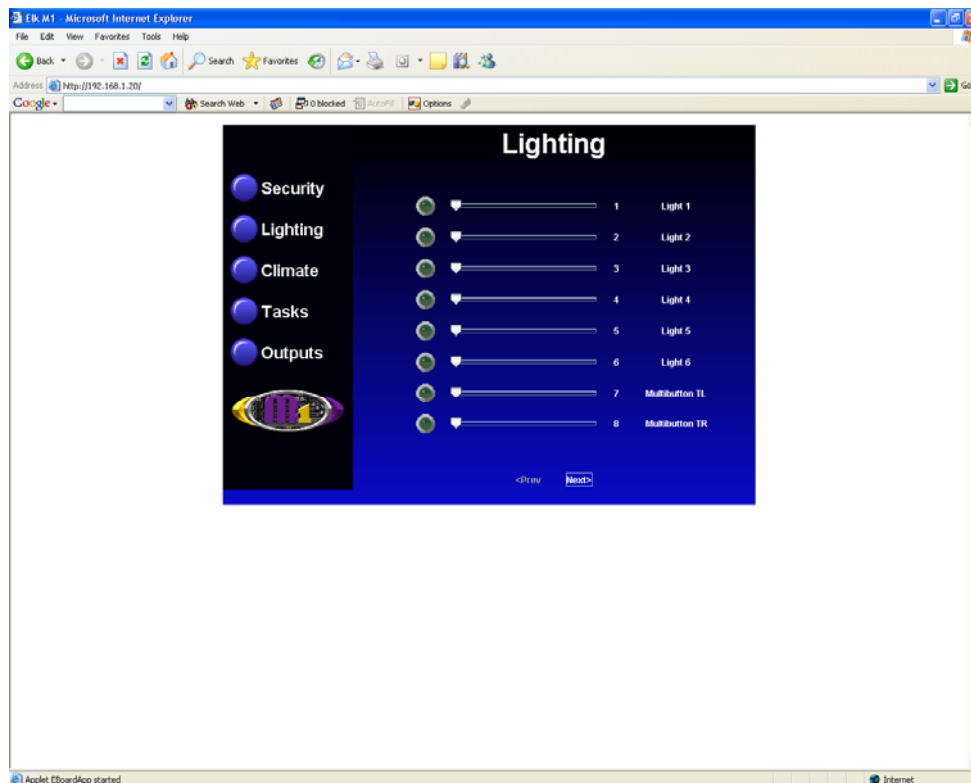 Elk M1 - Microsoft Internet Explorer
File Edit View Favorites Tools Help
Back Search Favorites
Address http://192.168.1.20/ Go
Google Search Web 0 blocked AutoFill Options
Lighting
Security
Lighting
Climate
Tasks
Outputs
M1
1 Light 1
2 Light 2
3 Light 3
4 Light 4
5 Light 5
6 Light 6
7 Multibutton TL
8 Multibutton TR
<Prev Next>
Applet EBoardApp started Internet